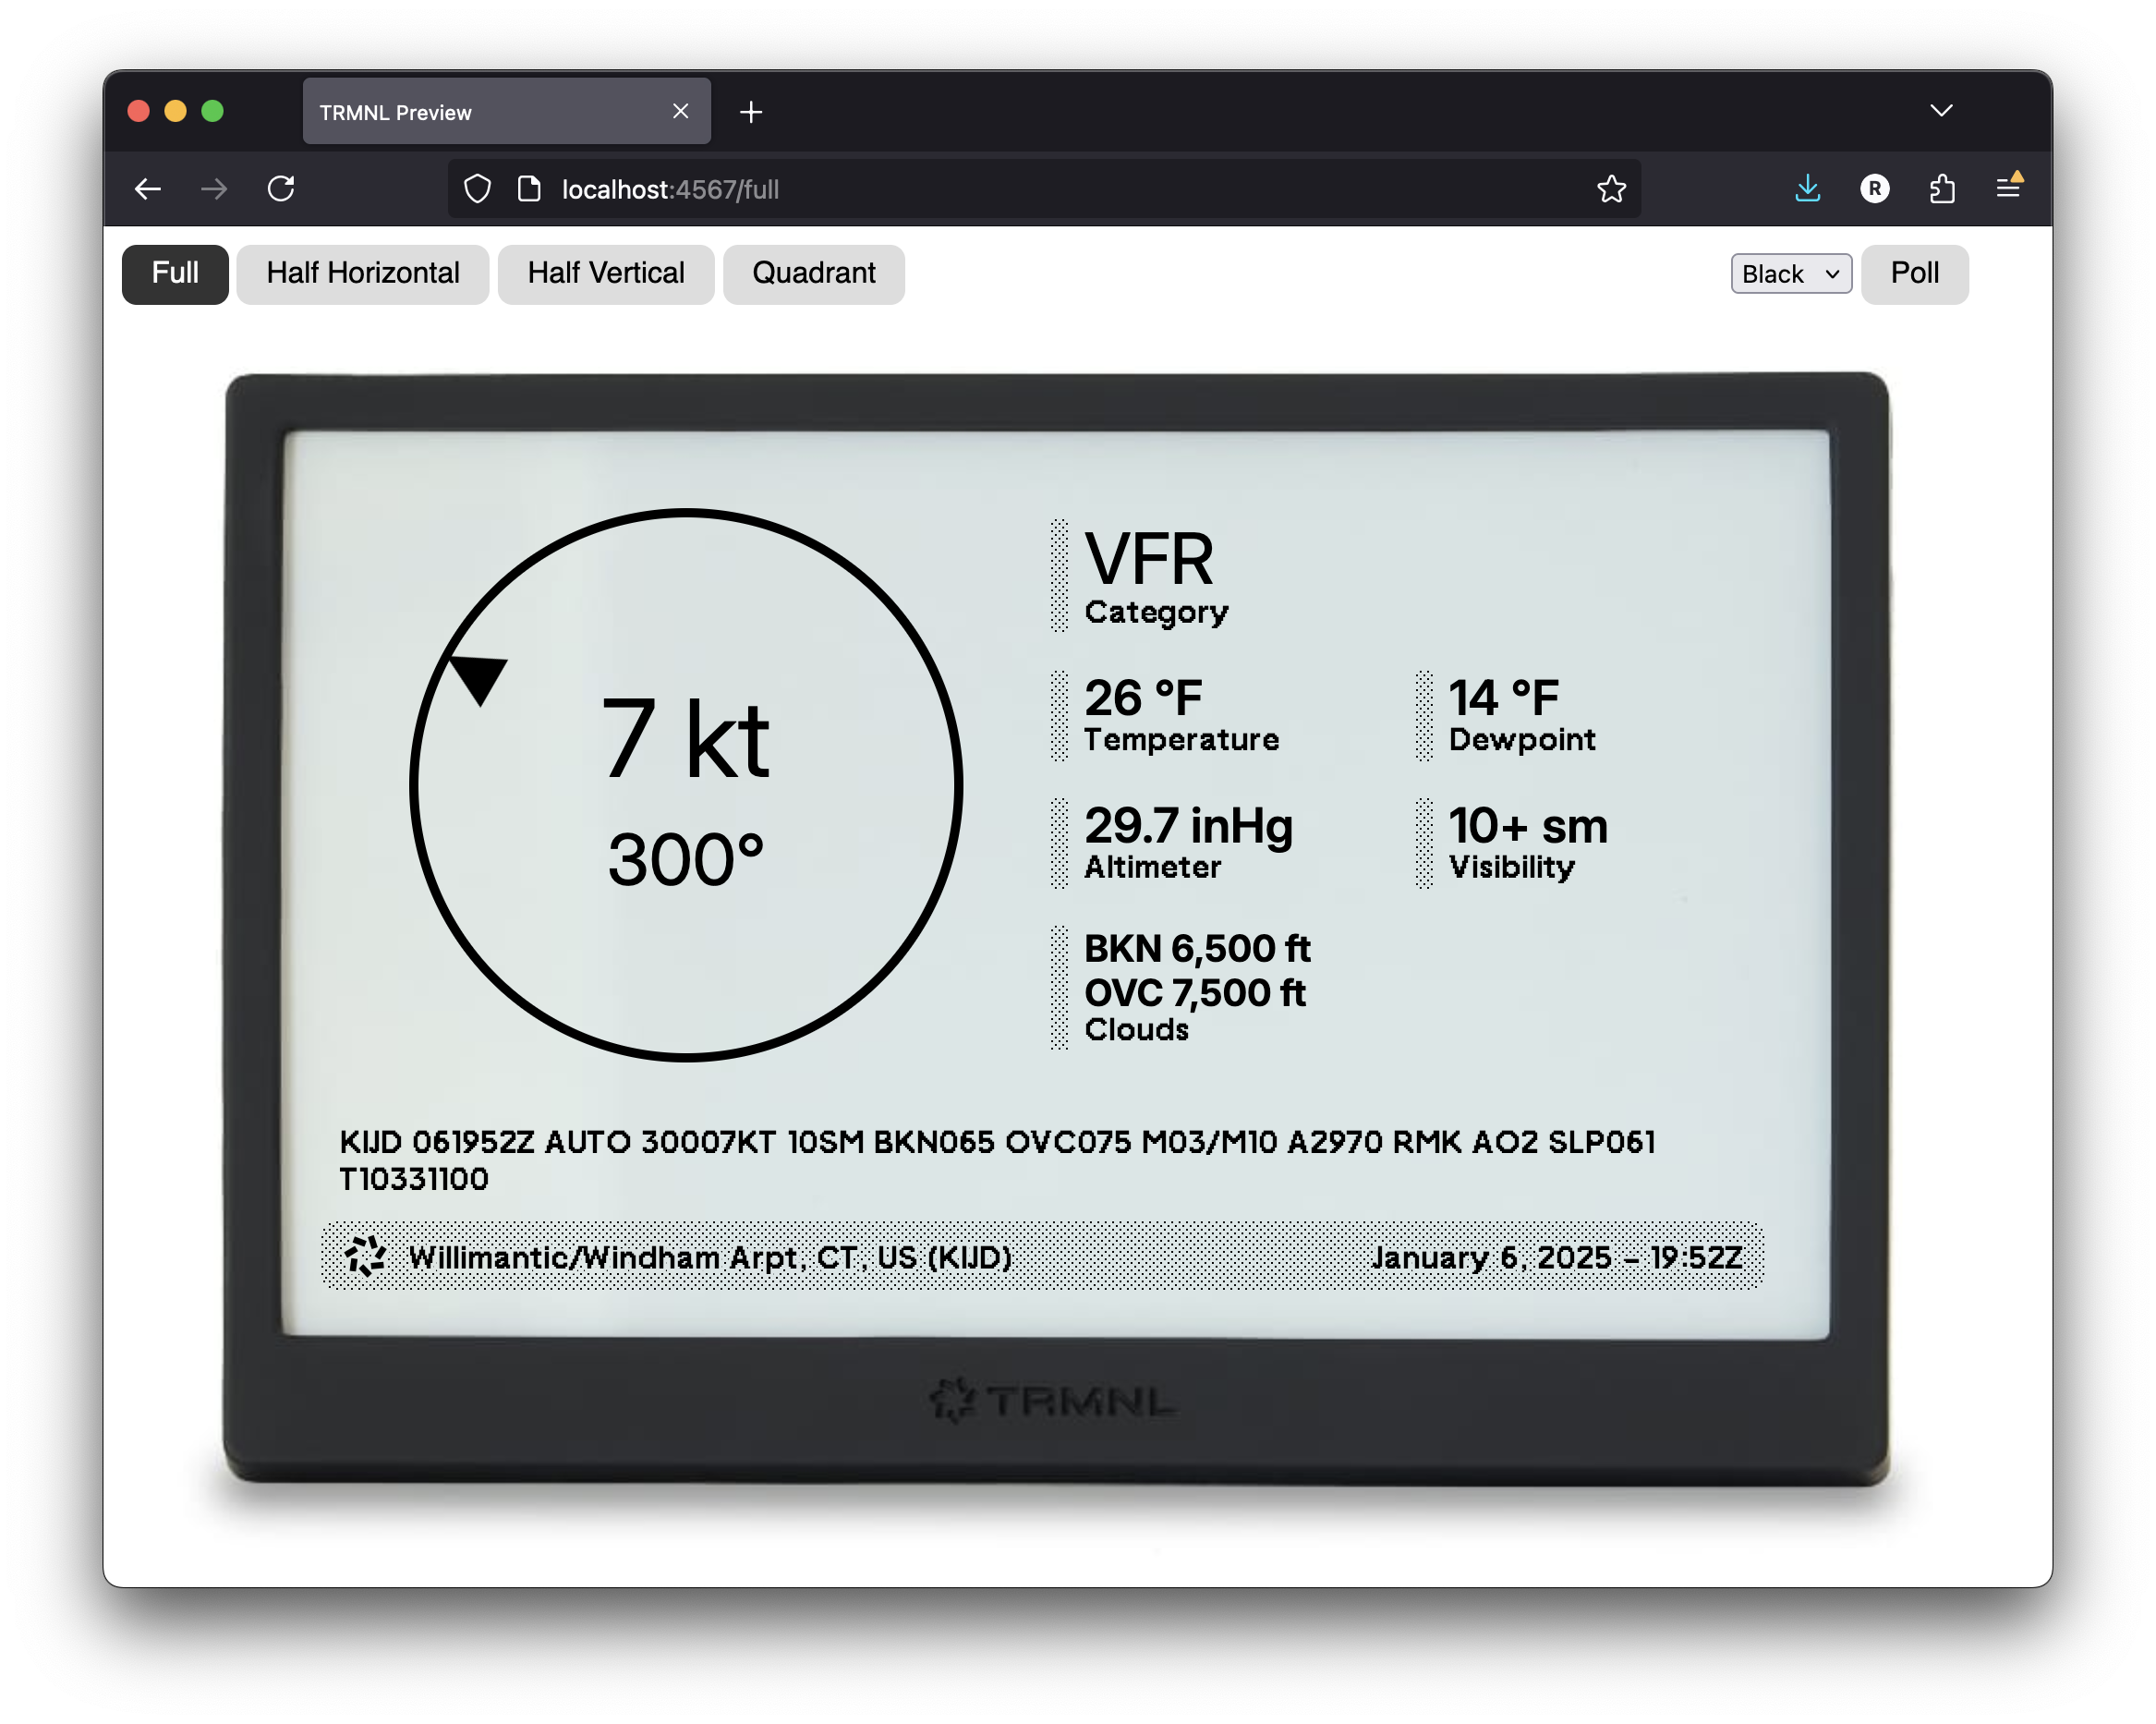 TRMNL Preview
localhost:4567/full
R
Full Half Horizontal Half Vertical Quadrant Black Poll
VFR
Category
7 kt
300°
26 °F 14 °F
Temperature Dewpoint
29.7 inHg 10+ sm
Altimeter Visibility
BKN 6,500 ft
OVC 7,500 ft
Clouds
KIJD 061952Z AUTO 30007KT 10SM BKN065 OVC075 M03/M10 A2970 RMK AO2 SLP061
T10331100
Willimantic/Windham Arpt, CT, US (KIJD) January 6, 2025 – 19:52Z
TRMNL